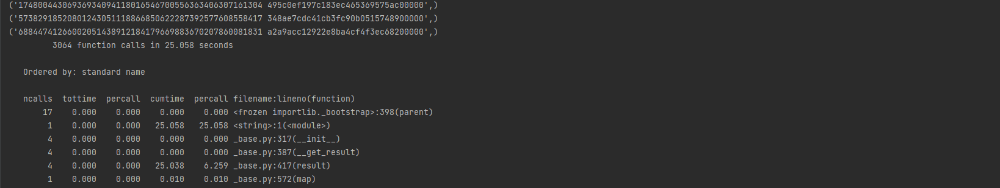 ('17480044306936934094118016546700556363406307161304 495c0ef197c183ec465369575ac00000',)
('57382918520801243051118866850622287392577608558417 348ae7cdc41cb3fc90b0515748900000',)
('68844741266002051438912184179669883670207860081831 a2a9acc12922e8ba4cf4f3ec68200000',)
3064 function calls in 25.058 seconds
Ordered by: standard name
ncalls tottime percall cumtime percall filename:lineno(function)
17 0.000 0.000 0.000 0.000 <frozen importlib._bootstrap>:398(parent)
1 0.000 0.000 25.058 25.058 <string>:1(<module>)
4 0.000 0.000 0.000 0.000 _base.py:317(__init__)
4 0.000 0.000 0.000 0.000 _base.py:387(__get_result)
4 0.000 0.000 25.038 6.259 _base.py:417(result)
1 0.000 0.000 0.010 0.010 _base.py:572(map)